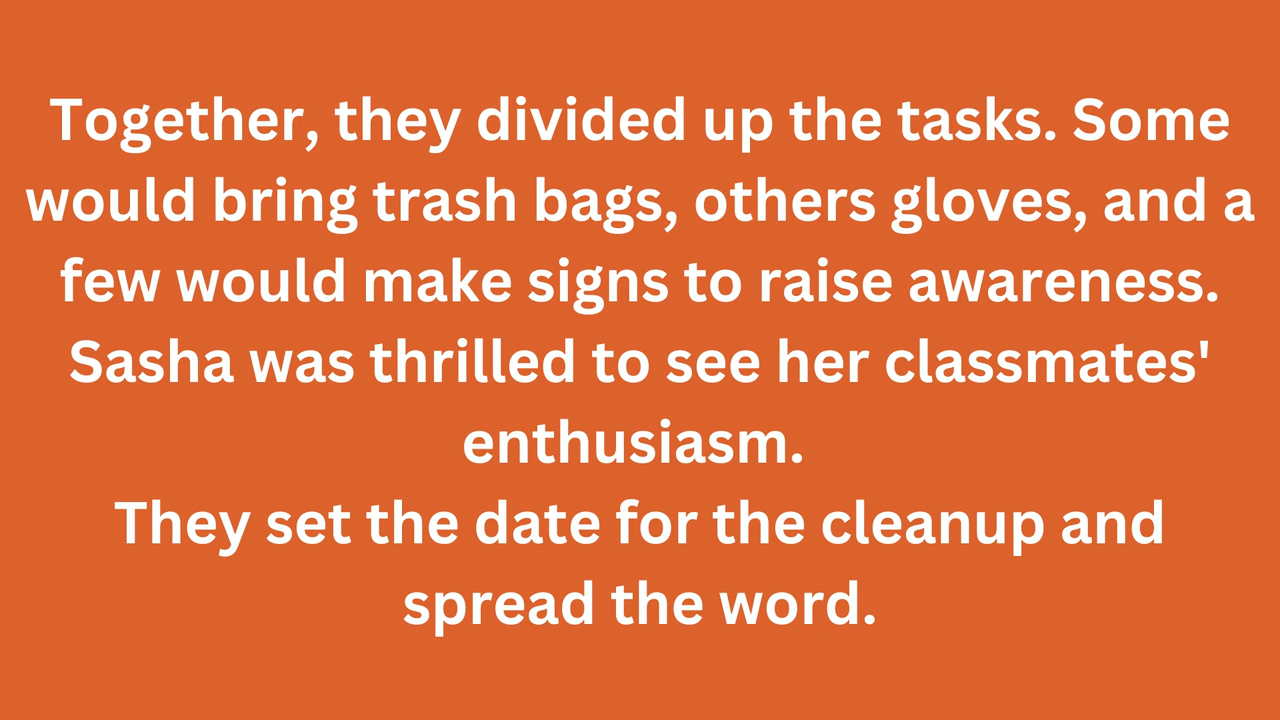 Together, they divided up the tasks. Some
would bring trash bags, others gloves, and a
few would make signs to raise awareness.
Sasha was thrilled to see her classmates'
enthusiasm.
They set the date for the cleanup and
spread the word.